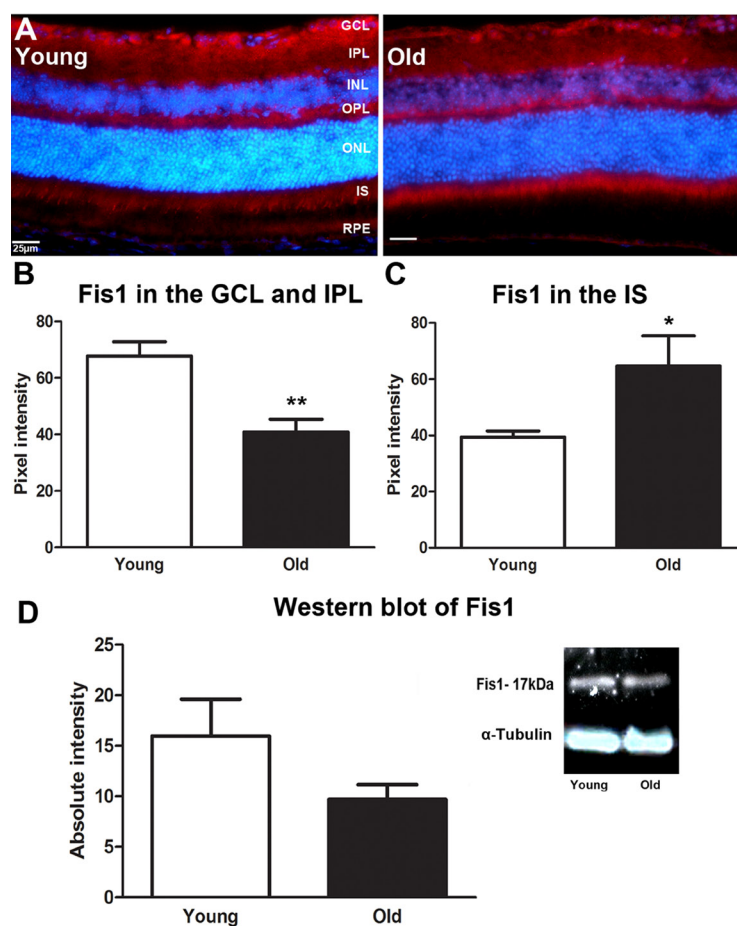 A
Young
GCL
IPL
INL
OPL
ONL
IS
RPE
25µm
Old
B
Fis1 in the GCL and IPL
Pixel intensity
80
60
40
20
0
**
Young
Old
C
Fis1 in the IS
Pixel intensity
80
60
40
20
0
*
Young
Old
D
Western blot of Fis1
Absolute intensity
25
20
15
10
5
0
Young
Old
Fis1- 17kDa
α-Tubulin
Young
Old